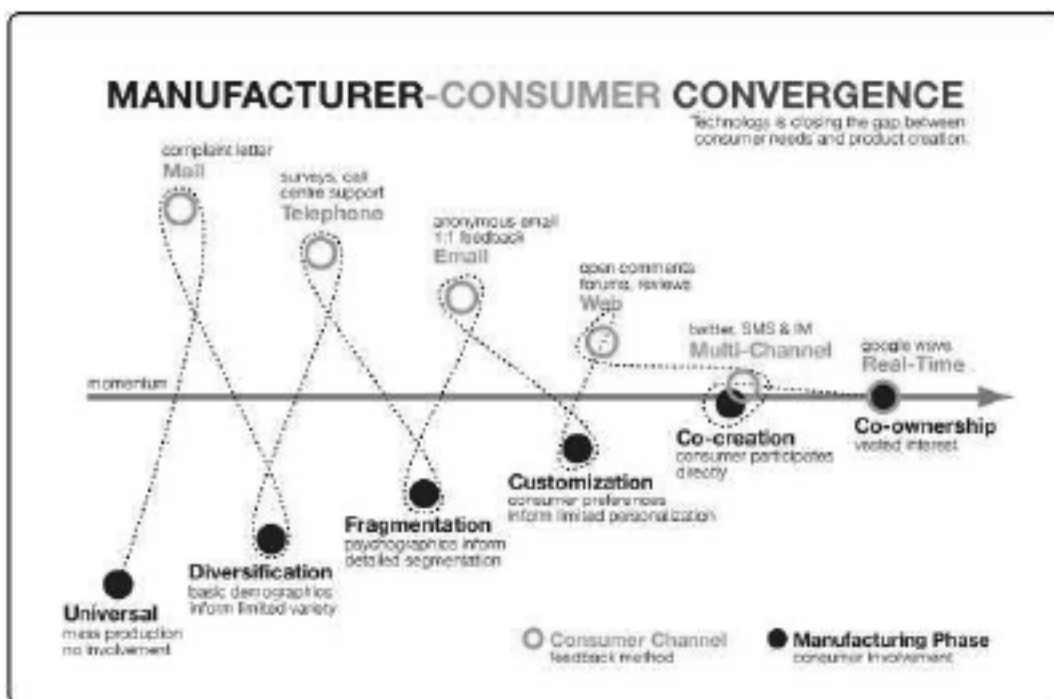 MANUFACTURER-CONSUMER CONVERGENCE
Technology is closing the gap between
consumer needs and product creation.
complaint letter
Mail
surveys, call
centre support
Telephone
anonymous email
1:1 feedback
Email
open comments
forums, reviews
Web
twitter, SMS & IM
Multi-Channel
google wave
Real-Time
momentum
Universal
mass production
no involvement
Diversification
basic demographics
inform limited variety
Fragmentation
psychographics inform
detailed segmentation
Customization
consumer preferences
inform limited personalization
Co-creation
consumer participates
directly
Co-ownership
vested interest
Consumer Channel
feedback method
Manufacturing Phase
consumer involvement